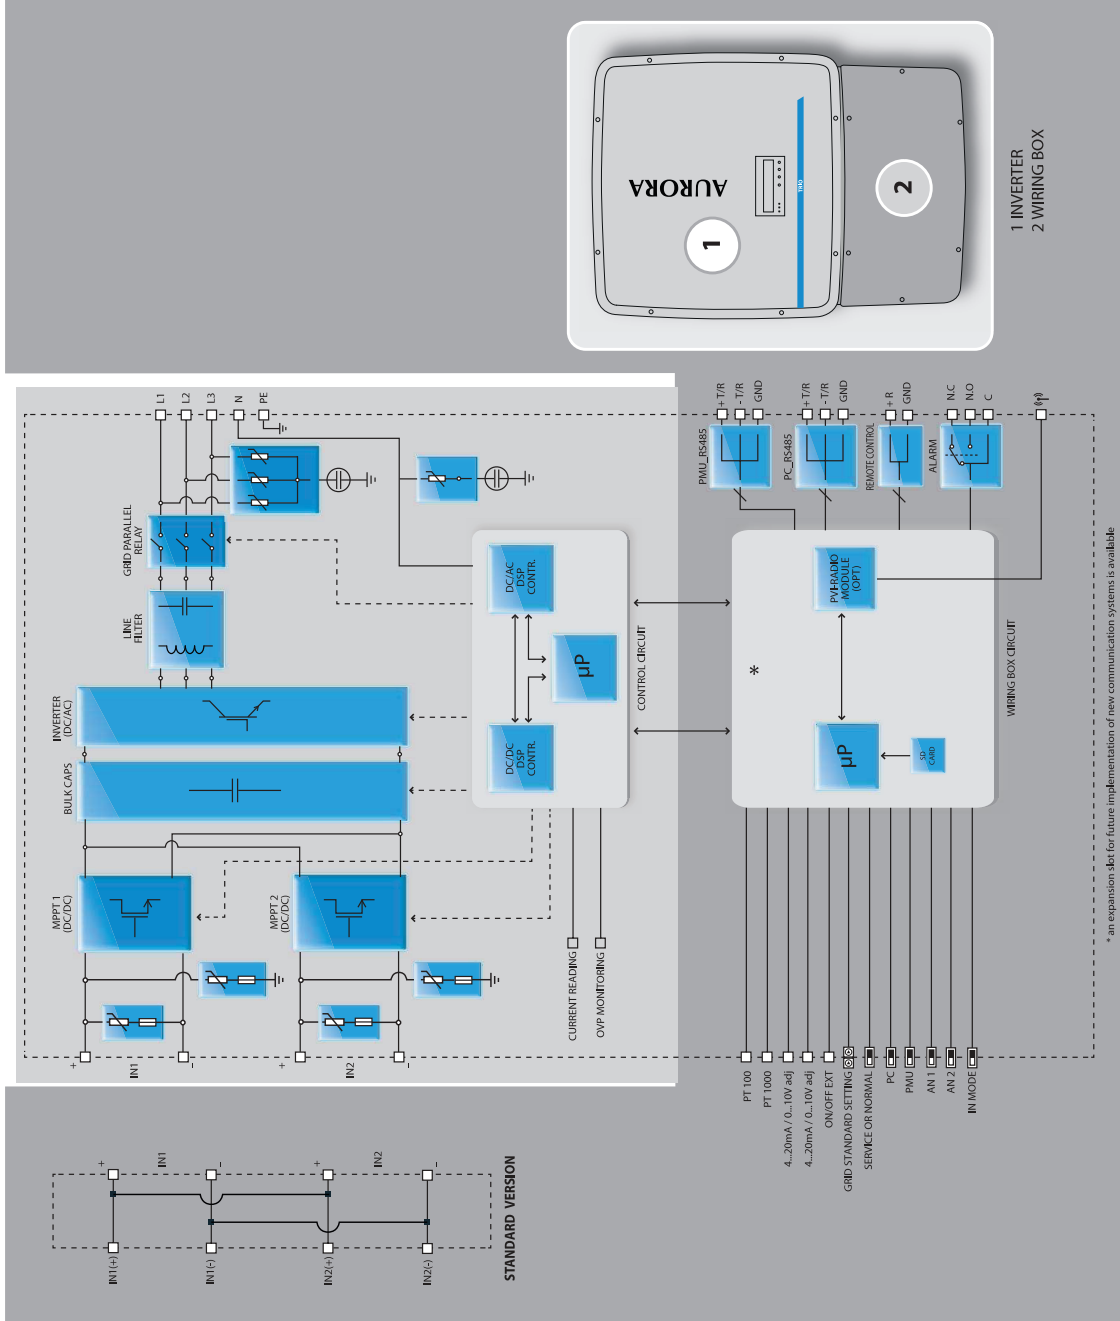 STANDARD VERSION
IN1(+)
IN1(-)
IN2(+)
IN2(-)
+
IN1
-
+
IN2
-
+
IN1
-
+
IN2
-
MPPT 1
(DC/DC)
MPPT 2
(DC/DC)
BULK CAPS
INVERTER
(DC/AC)
LINE
FILTER
GRID PARALLEL
RELAY
L1
L2
L3
N
PE
CURRENT READING
OVP MONITORING
DC/DC
DSP
CONTR.
DC/AC
DSP
CONTR.
µP
CONTROL CIRCUIT
PT 100
PT 1000
4...20mA / 0...10V adj
4...20mA / 0...10V adj
ON/OFF EXT
GRID STANDARD SETTING
SERVICE OR NORMAL
PC
PMU
AN 1
AN 2
IN MODE
*
µP
SD
CARD
PVI-RADIO
MODULE
(OPT)
WIRING BOX CIRCUIT
PMU_RS485
+ T/R
- T/R
GND
PC_RS485
+ T/R
- T/R
GND
REMOTE CONTROL
+ R
GND
ALARM
N.C
N.O
C
* an expansion slot for future implementation of new communication systems is available
AURORA
1
2
1 INVERTER
2 WIRING BOX